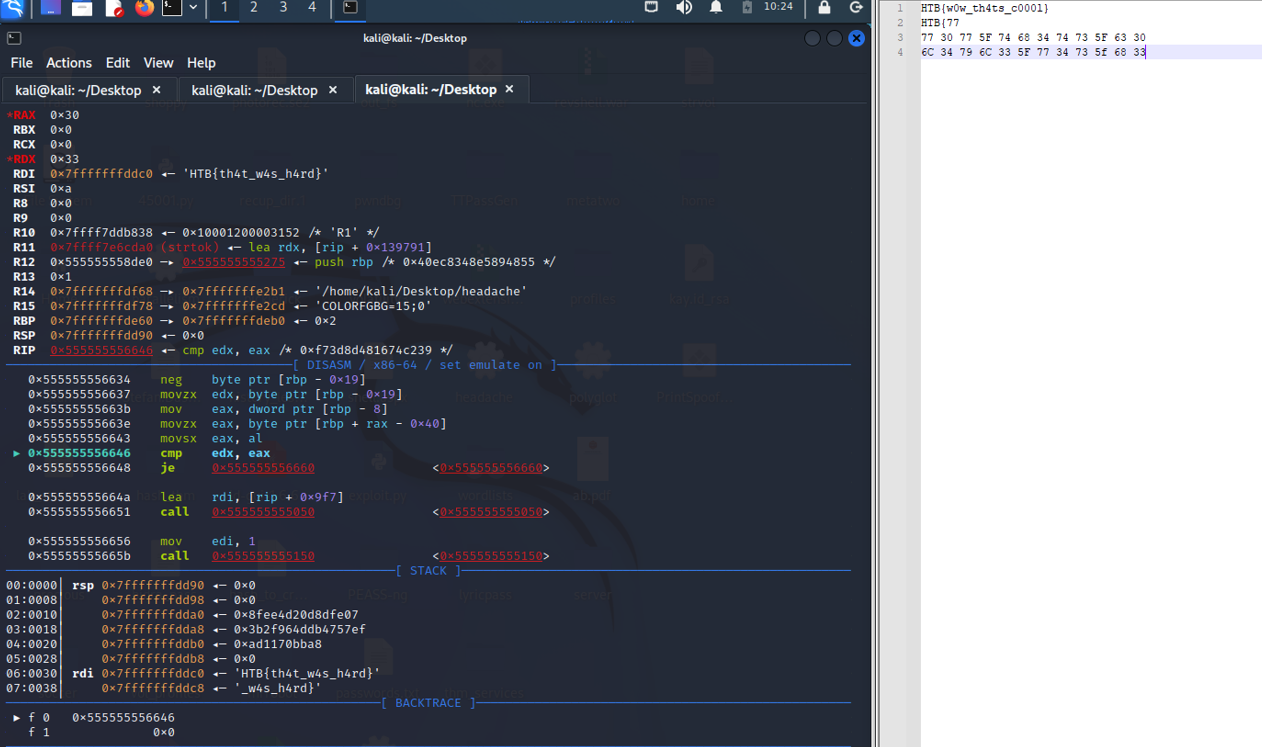 1 2 3 4 10:24
kali@kali: ~/Desktop
File Actions Edit View Help
kali@kali: ~/Desktop × kali@kali: ~/Desktop × kali@kali: ~/Desktop ×
*RAX 0×30
RBX 0×0
RCX 0×0
*RDX 0×33
RDI 0×7fffffffddc0 ◂— 'HTB{th4t_w4s_h4rd}'
RSI 0×a
R8 0×0
R9 0×0
R10 0×7ffff7ddb838 ◂— 0×10001200003152 /* 'R1' */
R11 0×7ffff7e6cda0 (strtok) ◂— lea rdx, [rip + 0×139791]
R12 0×555555558de0 —▸ 0×555555555275 ◂— push rbp /* 0×40ec8348e5894855 */
R13 0×1
R14 0×7fffffffdf68 —▸ 0×7fffffffe2b1 ◂— '/home/kali/Desktop/headache'
R15 0×7fffffffdf78 —▸ 0×7fffffffe2cd ◂— 'COLORFGBG=15;0'
RBP 0×7fffffffde60 —▸ 0×7fffffffdeb0 ◂— 0×2
RSP 0×7fffffffdd90 ◂— 0×0
RIP 0×555555556646 ◂— cmp edx, eax /* 0×f73d8d481674c239 */
[ DISASM / x86-64 / set emulate on ]
0×555555556634 neg byte ptr [rbp - 0×19]
0×555555556637 movzx edx, byte ptr [rbp - 0×19]
0×55555555663b mov eax, dword ptr [rbp - 8]
0×55555555663e movzx eax, byte ptr [rbp + rax - 0×40]
0×555555556643 movsx eax, al
▸ 0×555555556646 cmp edx, eax
0×555555556648 je 0×555555556660 <0×555555556660>
0×55555555664a lea rdi, [rip + 0×9f7]
0×555555556651 call 0×555555555050 <0×555555555050>
0×555555556656 mov edi, 1
0×55555555665b call 0×555555555150 <0×555555555150>
[ STACK ]
00:0000│ rsp 0×7fffffffdd90 ◂— 0×0
01:0008│ 0×7fffffffdd98 ◂— 0×0
02:0010│ 0×7fffffffdda0 ◂— 0×8fee4d20d8dfe07
03:0018│ 0×7fffffffdda8 ◂— 0×3b2f964ddb4757ef
04:0020│ 0×7fffffffddb0 ◂— 0×ad1170bba8
05:0028│ 0×7fffffffddb8 ◂— 0×0
06:0030│ rdi 0×7fffffffddc0 ◂— 'HTB{th4t_w4s_h4rd}'
07:0038│ 0×7fffffffddc8 ◂— '_w4s_h4rd}'
[ BACKTRACE ]
▸ f 0 0×555555556646
f 1 0×0
1 HTB{w0w_th4ts_c000l}
2 HTB{77
3 77 30 77 5F 74 68 34 74 73 5F 63 30
4 6C 34 79 6C 33 5F 77 34 73 5f 68 33